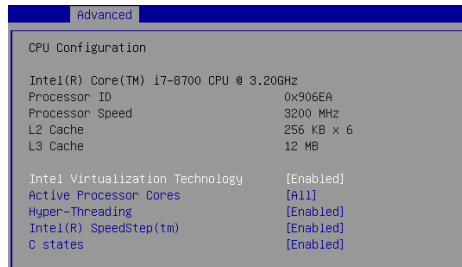 Advanced
CPU Configuration
Intel(R) Core(TM) i7-8700 CPU @ 3.20GHz
Processor ID 0x906EA
Processor Speed 3200 MHz
L2 Cache 256 KB x 6
L3 Cache 12 MB
Intel Virtualization Technology [Enabled]
Active Processor Cores [All]
Hyper-Threading [Enabled]
Intel(R) SpeedStep(tm) [Enabled]
C states [Enabled]